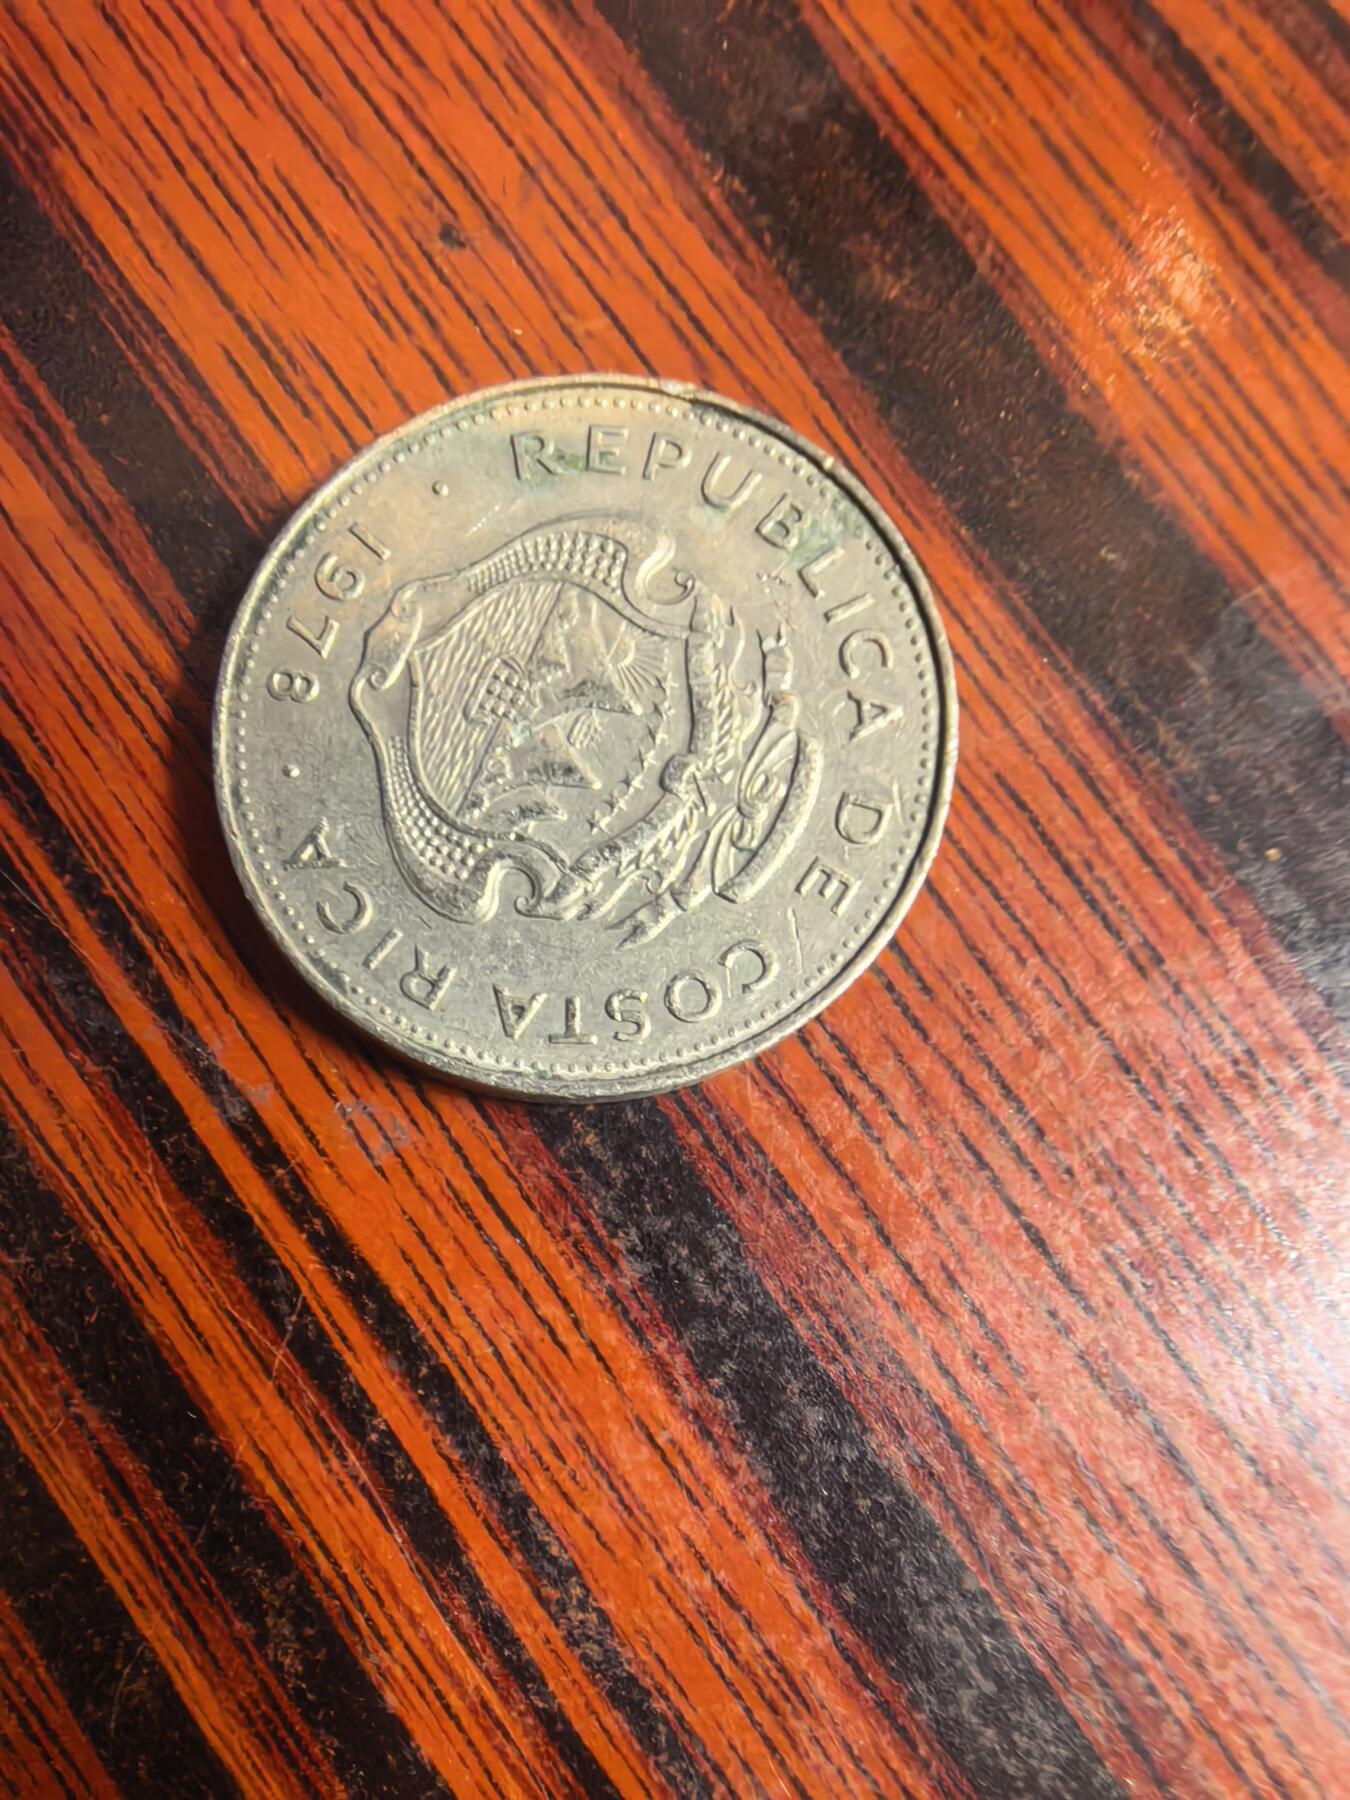 REPUBLICA DE COSTA RICA
· 1978 ·